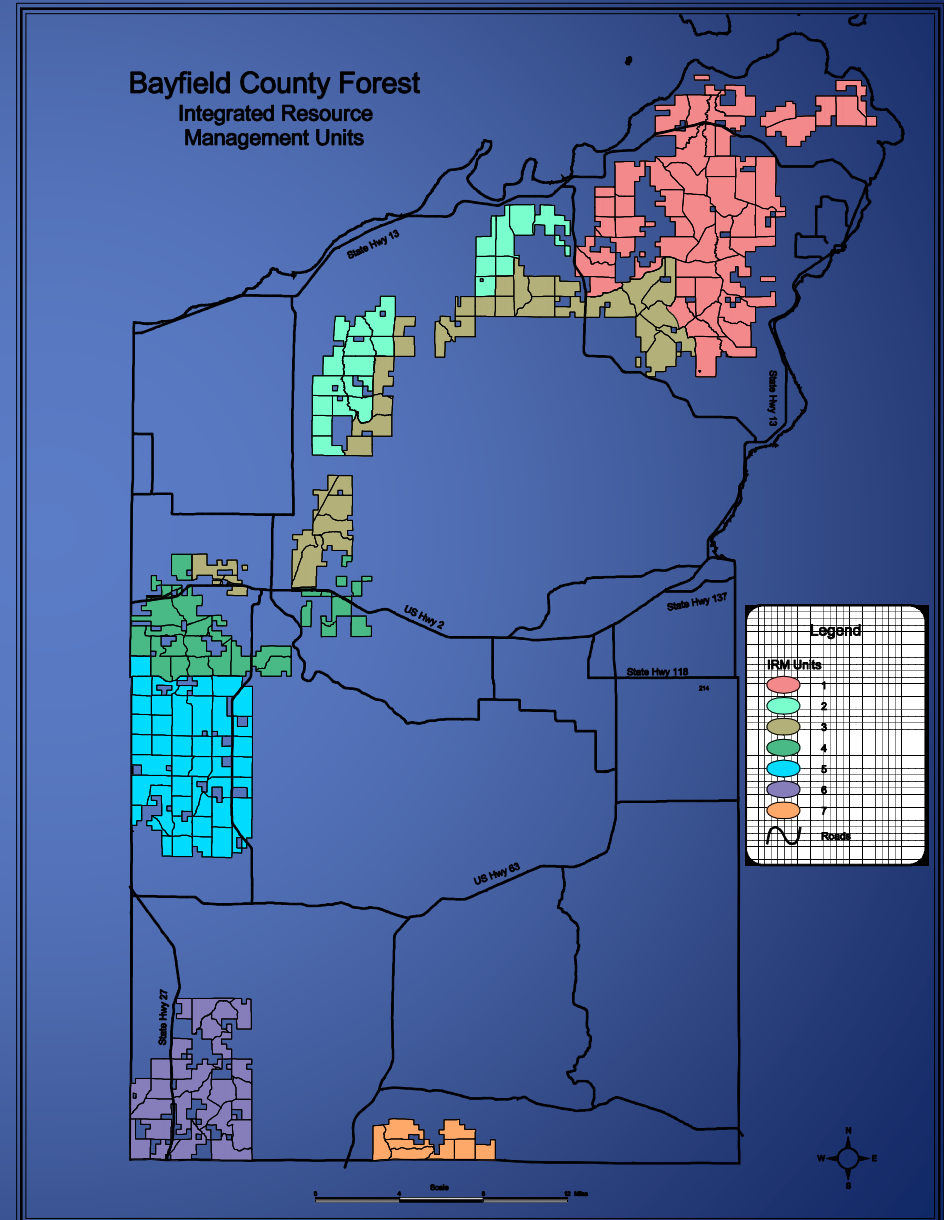 Bayfield County Forest
Integrated Resource
Management Units
State Hwy 13
State Hwy 13
US Hwy 2
State Hwy 137
State Hwy 118
214
US Hwy 63
State Hwy 27
Legend
IRM Units
1
2
3
4
5
6
7
Roads
N
W E
S
Scale
0 4 8 12 Miles